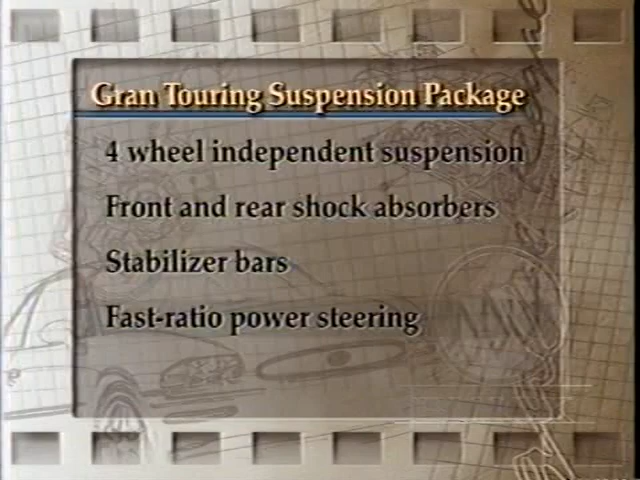 Gran Touring Suspension Package
4 wheel independent suspension
Front and rear shock absorbers
Stabilizer bars
Fast-ratio power steering